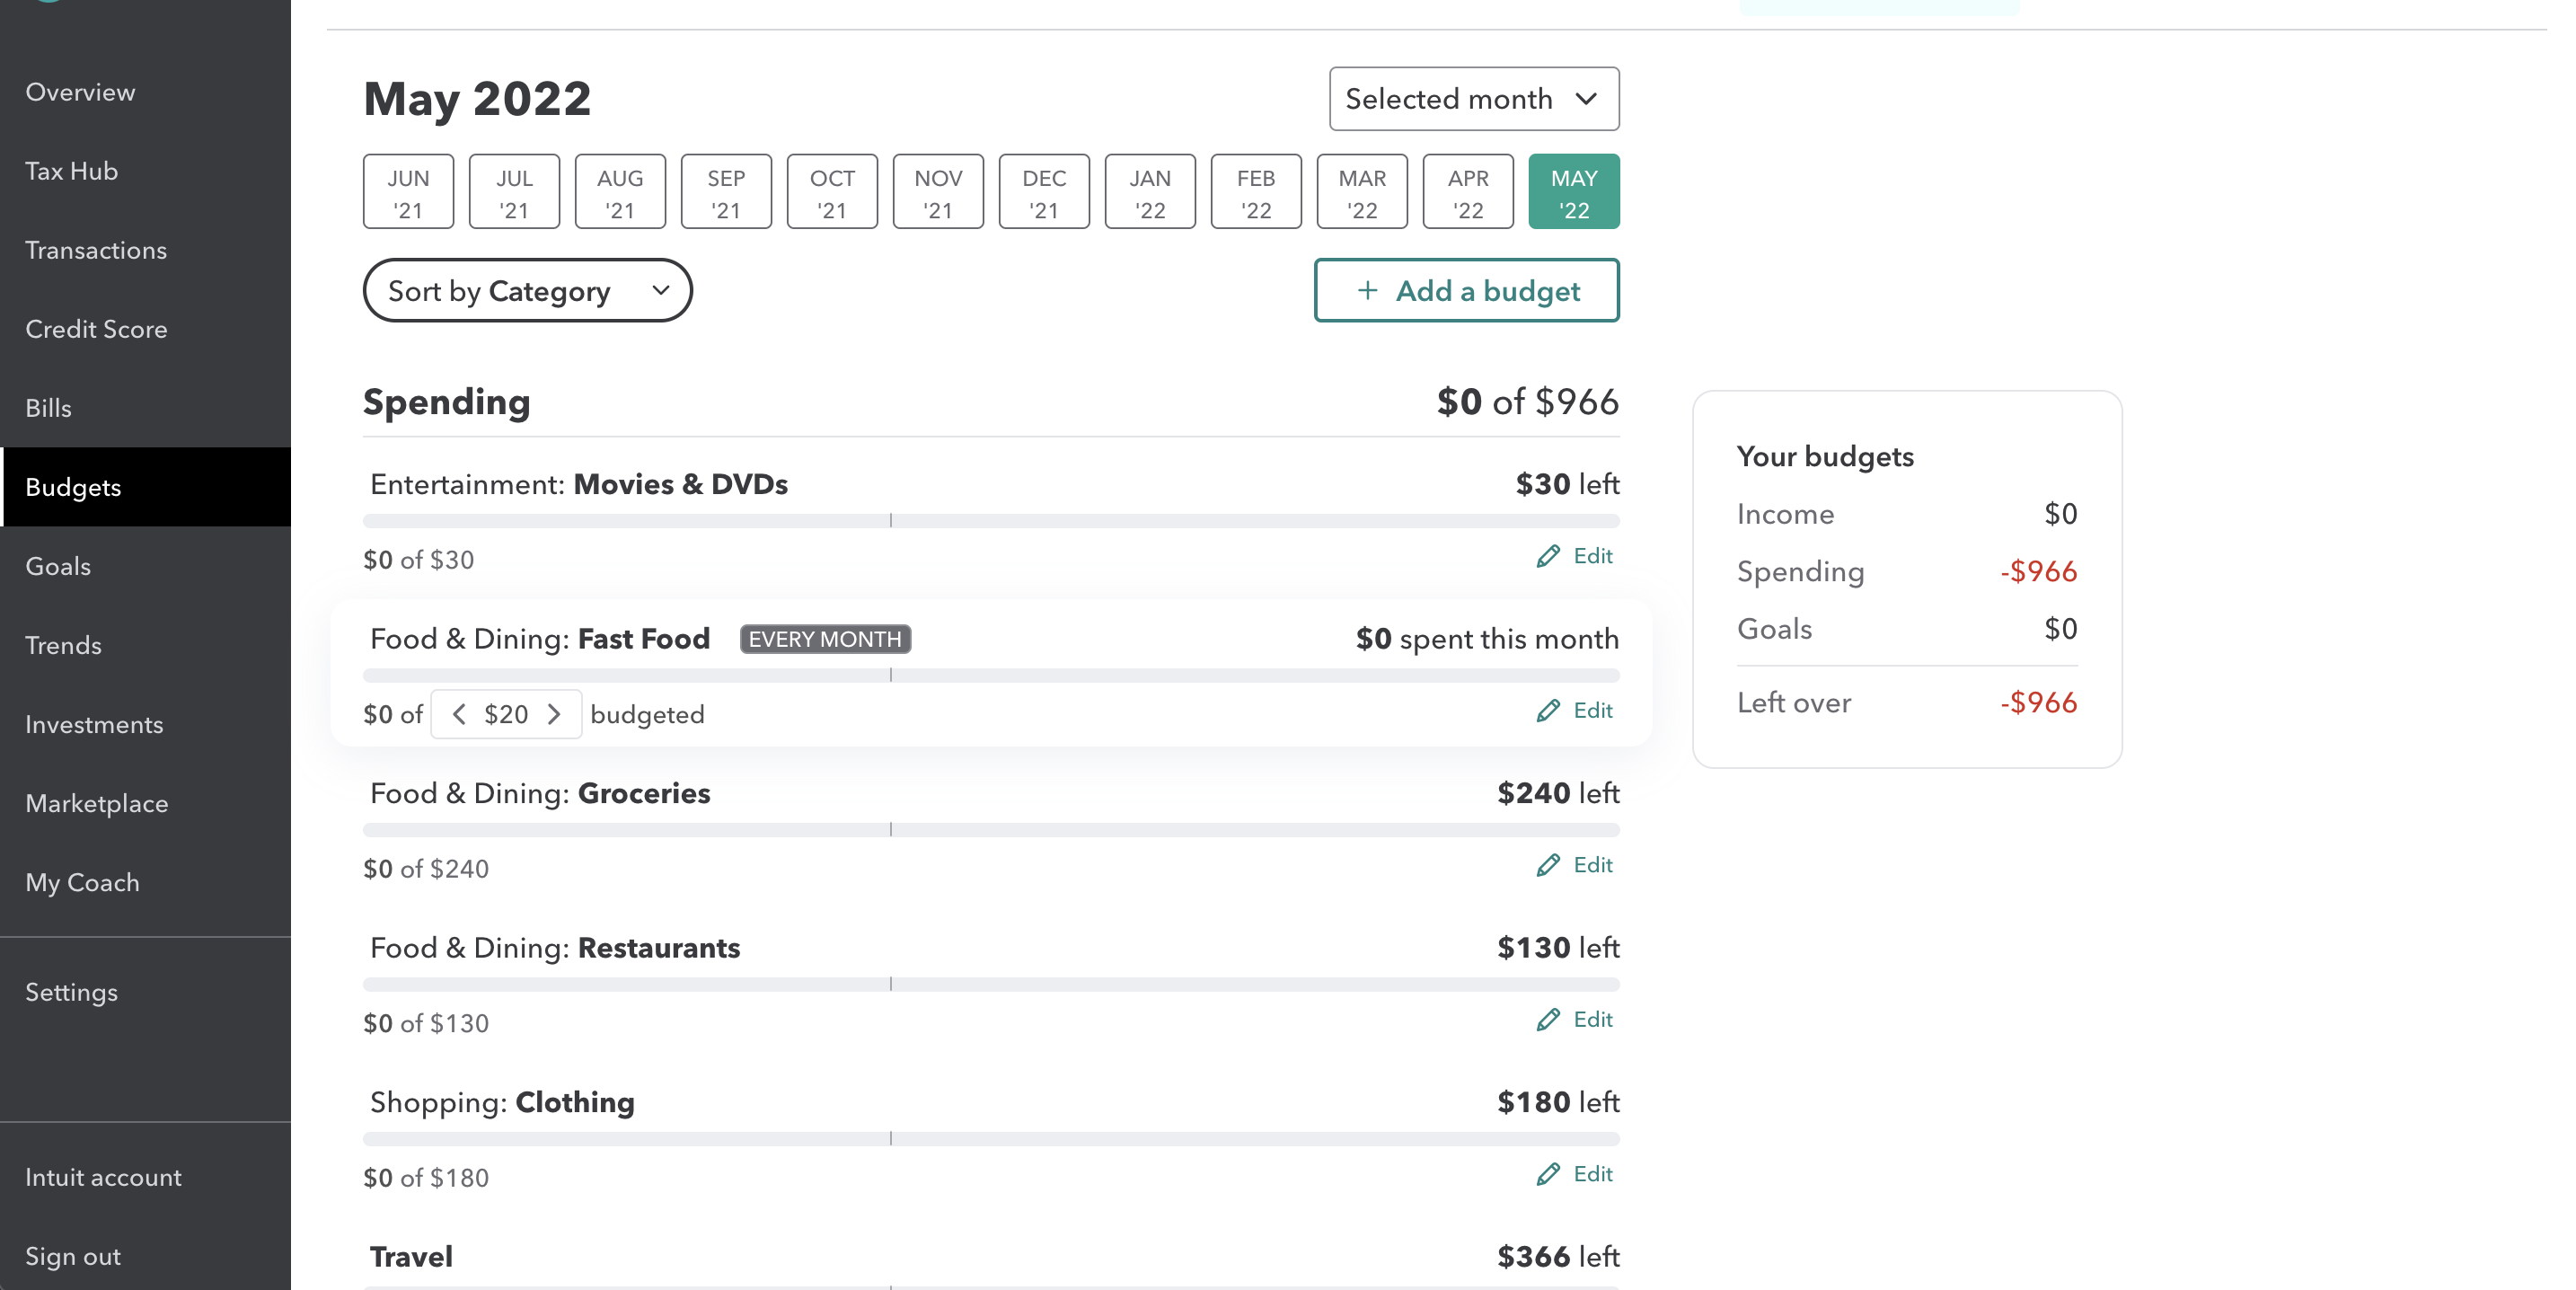 Overview
Tax Hub
Transactions
Credit Score
Bills
Budgets
Goals
Trends
Investments
Marketplace
My Coach
Settings
Intuit account
Sign out
May 2022
Selected month
JUN '21
JUL '21
AUG '21
SEP '21
OCT '21
NOV '21
DEC '21
JAN '22
FEB '22
MAR '22
APR '22
MAY '22
Sort by Category
+ Add a budget
Spending $0 of $966
Entertainment: Movies & DVDs $30 left
$0 of $30 Edit
Food & Dining: Fast Food EVERY MONTH $0 spent this month
$0 of < $20 > budgeted Edit
Food & Dining: Groceries $240 left
$0 of $240 Edit
Food & Dining: Restaurants $130 left
$0 of $130 Edit
Shopping: Clothing $180 left
$0 of $180 Edit
Travel $366 left
Your budgets
Income $0
Spending -$966
Goals $0
Left over -$966